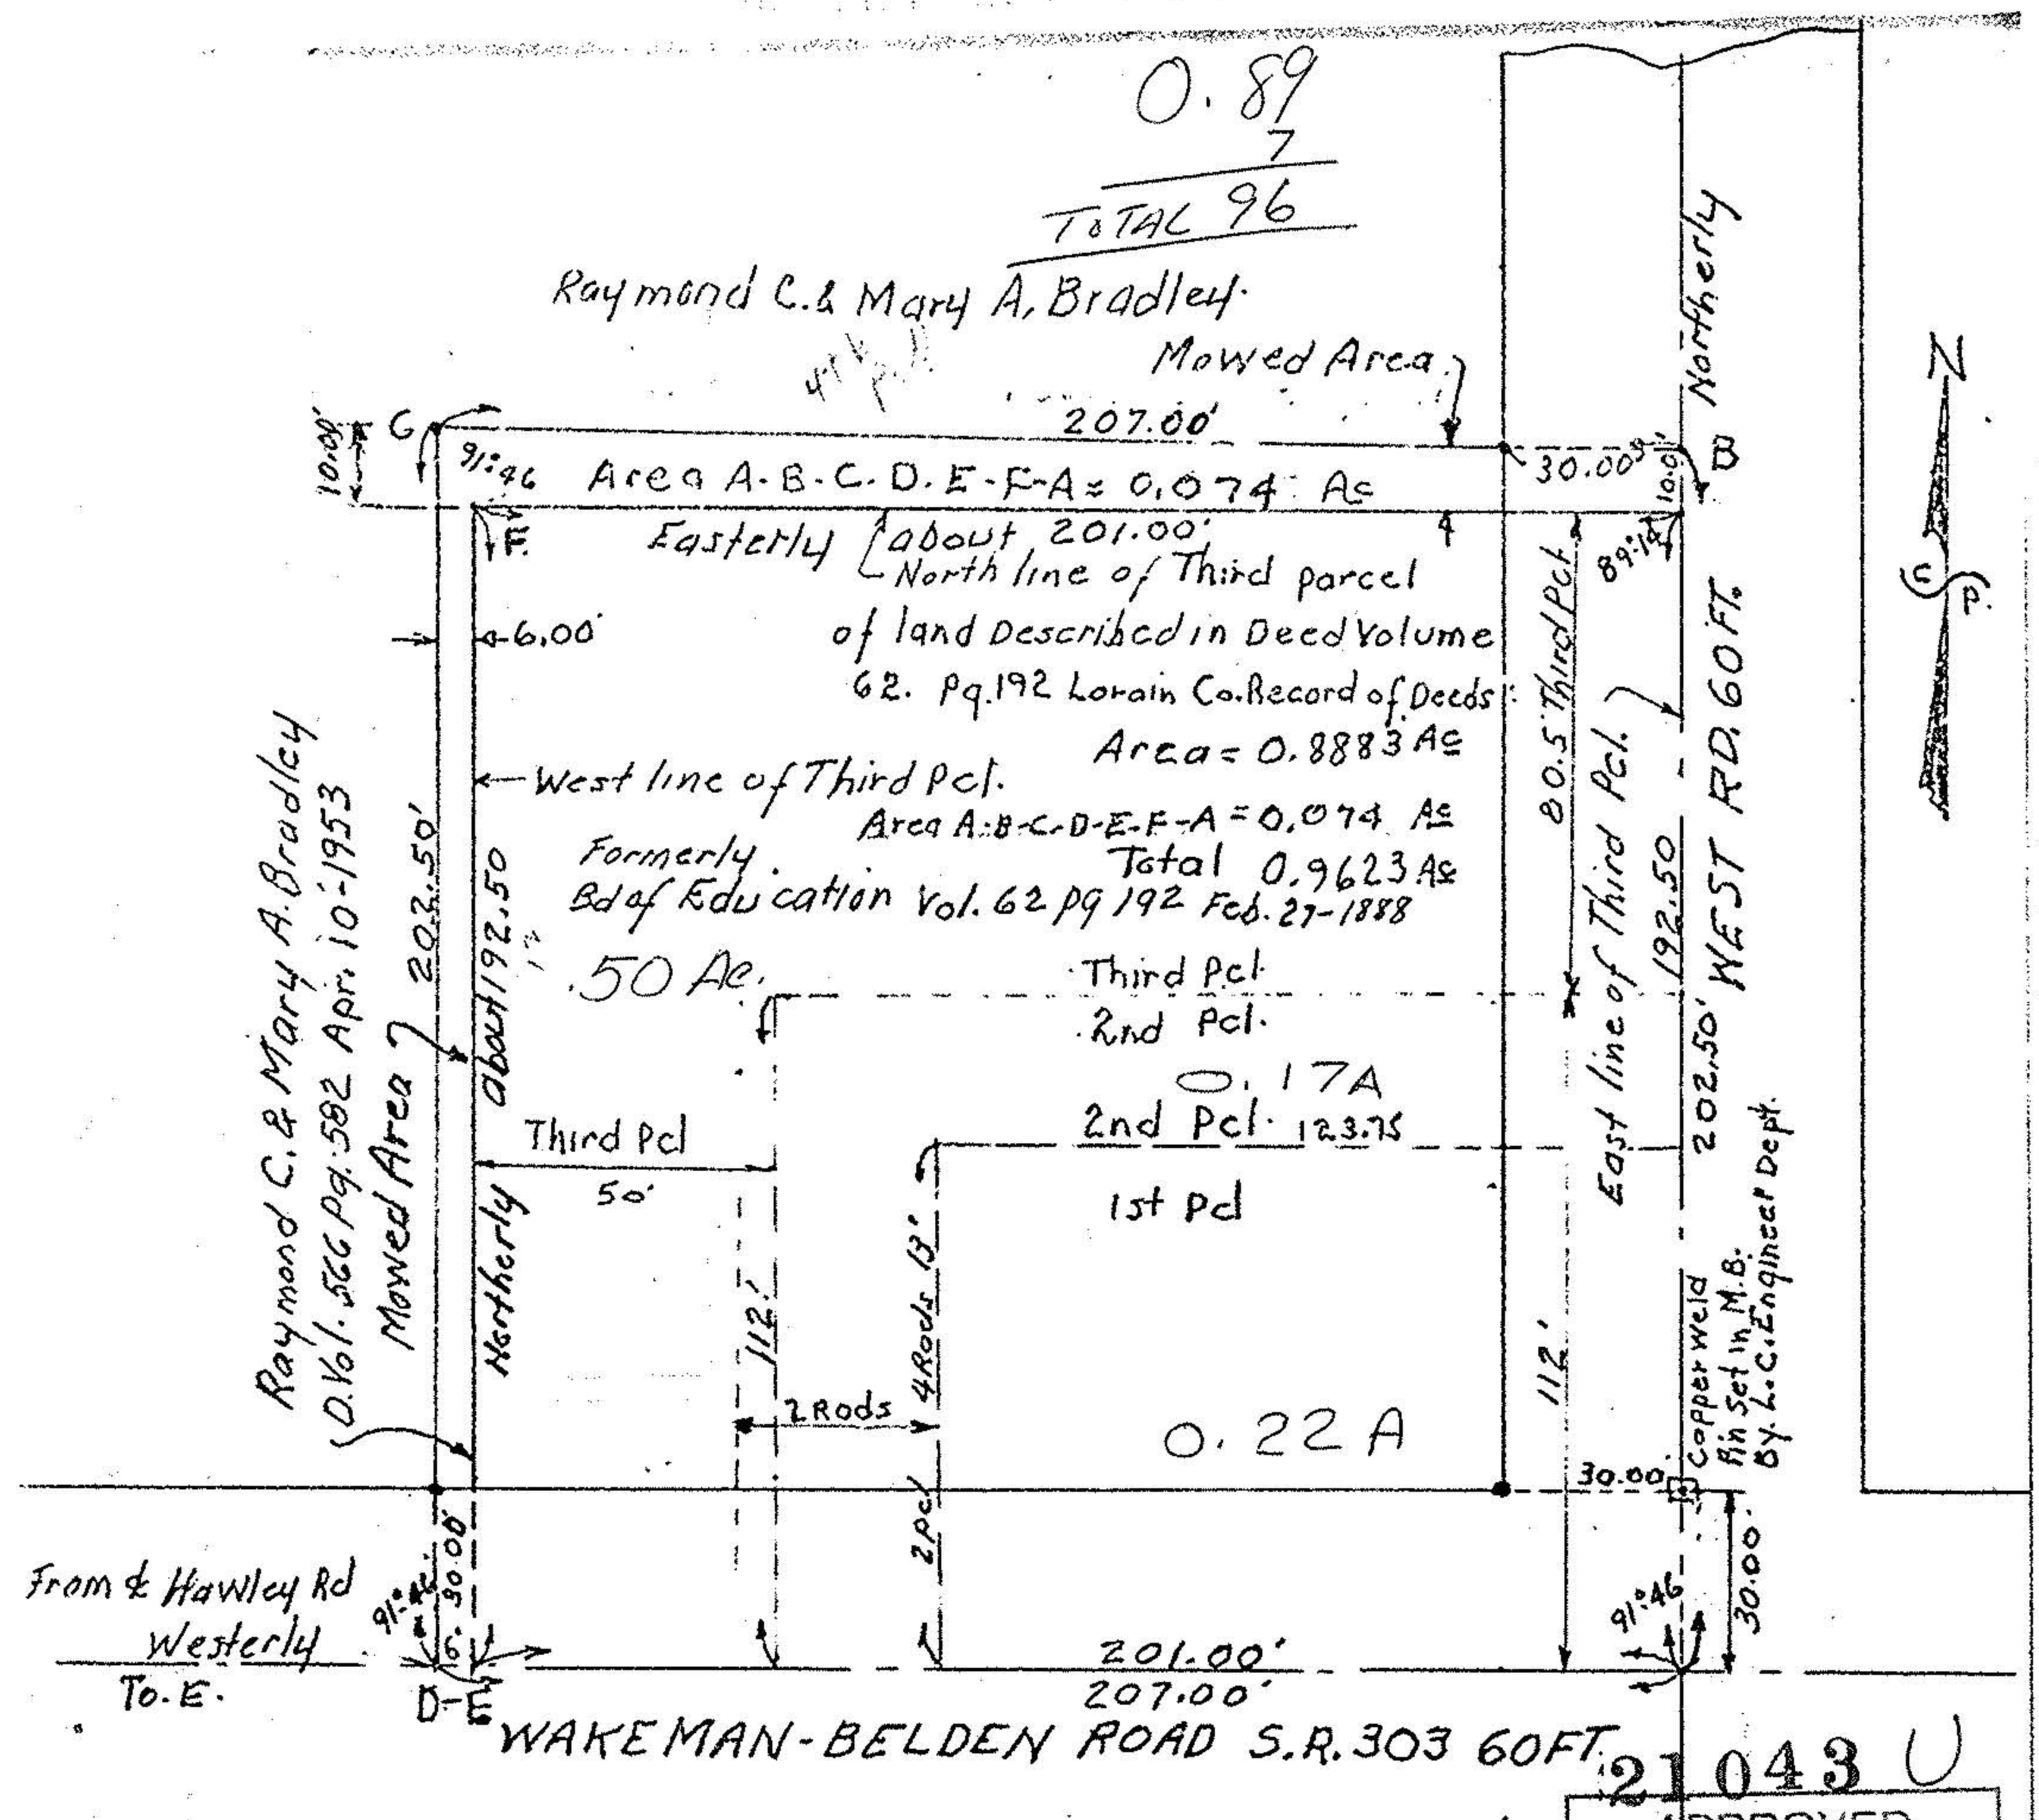 0.89
7
TOTAL 96
Raymond C. & Mary A. Bradley.
Mowed Area
Northerly
N
10.00'
C
207.00'
30.00'
B
91°46
Area A-B-C-D-E-F-A = 0.074 Ac
10.0
F.
Easterly about 201.00'
North line of Third parcel
of land Described in Deed Volume
62. Pg.192 Lorain Co. Record of Deeds
89°14
6.00'
80.5' Third Pcl.
Area = 0.8883 Ac
West line of Third Pcl.
Area A-B-C-D-E-F-A = 0.074 Ac
Formerly
Total 0.9623 Ac
Bd of Education Vol. 62 pg 192 Feb. 27-1888
East line of Third Pcl.
192.50
202.50'
WEST RD. 60 FT.
Raymond C. & Mary A. Bradley
D.Vol. 566 Pg. 582 Apr. 10-1953
Mowed Area
202.50'
about 192.50
Northerly
.50 Ac.
Third Pcl.
2nd Pcl.
0.17A
2nd Pcl. 123.75
Third Pcl
50'
1st Pcl
112'
4 Rods 13'
2 Rods
2 pcl
0.22 A
112'
Copperweld
Pin Set in M.B.
By. L.C. Engineer Dept.
30.00
30.00
From ℄ Hawley Rd
Westerly
To. E.
91°46
30.00
6'
D-E
201.00'
207.00'
91°46
30.00
WAKEMAN-BELDEN ROAD S.R. 303 60FT.
21043 U
APPROVED